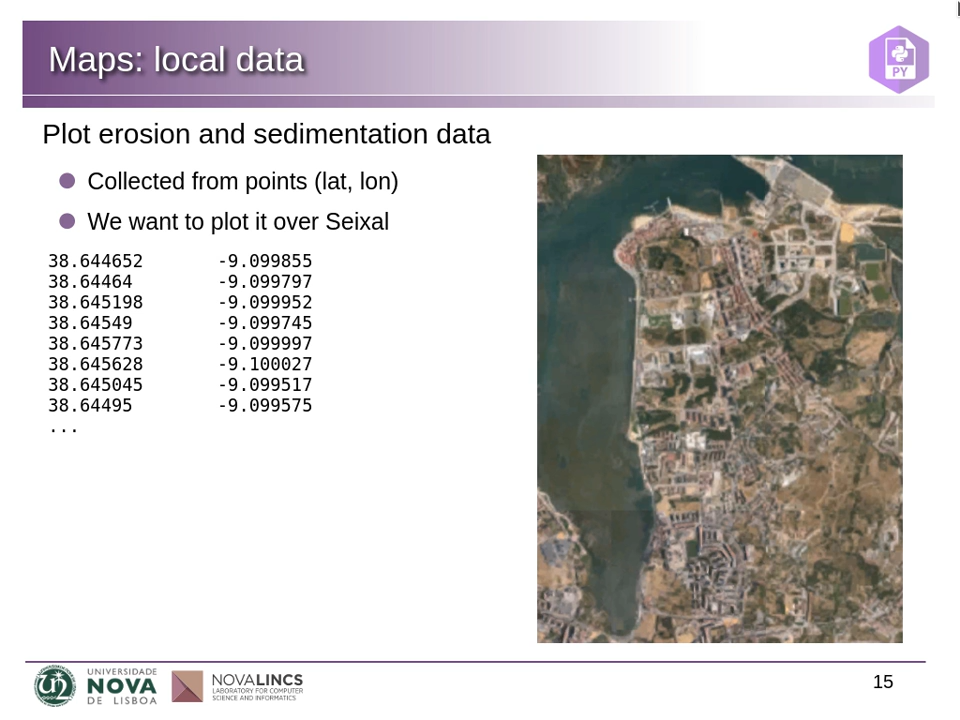 Maps: local data
PY
Plot erosion and sedimentation data
Collected from points (lat, lon)
We want to plot it over Seixal
38.644652 -9.099855
38.64464 -9.099797
38.645198 -9.099952
38.64549 -9.099745
38.645773 -9.099997
38.645628 -9.100027
38.645045 -9.099517
38.64495 -9.099575
...
UNIVERSIDADE
NOVA
DE LISBOA
NOVALINCS
LABORATORY FOR COMPUTER
SCIENCE AND INFORMATICS
15